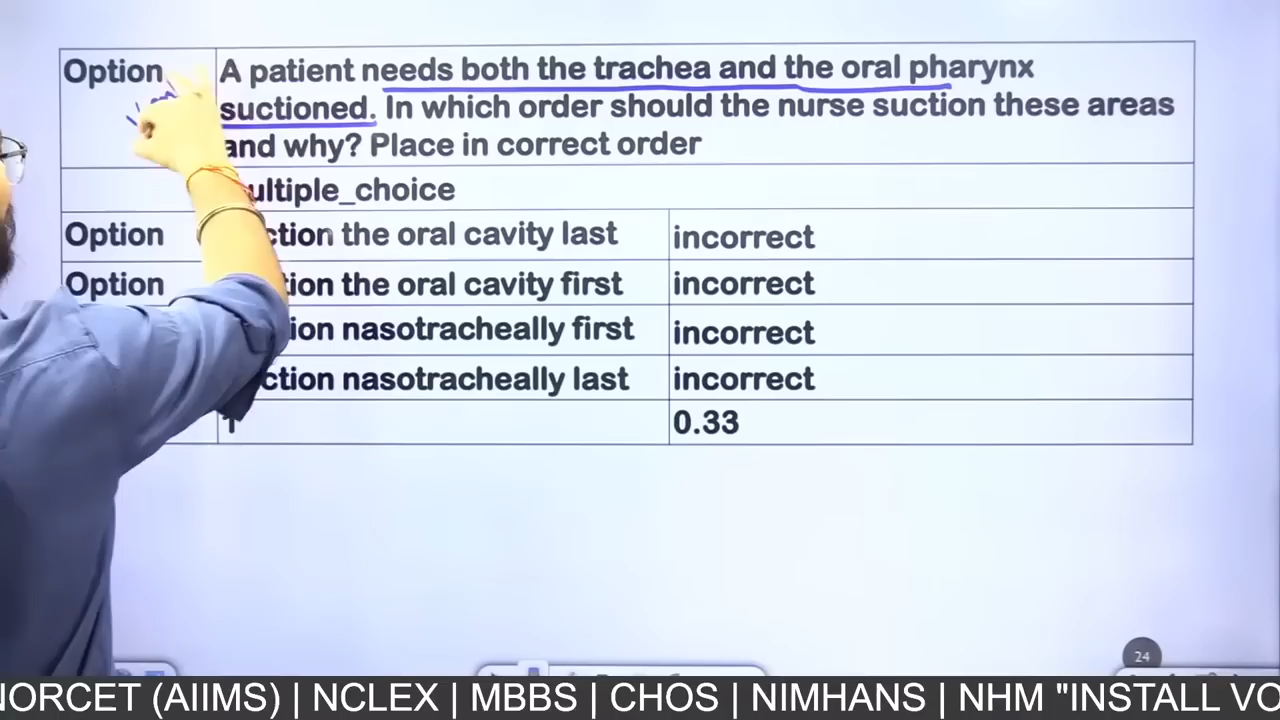 Option A patient needs both the trachea and the oral pharynx
suctioned. In which order should the nurse suction these areas
and why? Place in correct order
ultiple_choice
Option ction the oral cavity last incorrect
Option tion the oral cavity first incorrect
ion nasotracheally first incorrect
ction nasotracheally last incorrect
1 0.33
24
NORCET (AIIMS) | NCLEX | MBBS | CHOS | NIMHANS | NHM "INSTALL VO